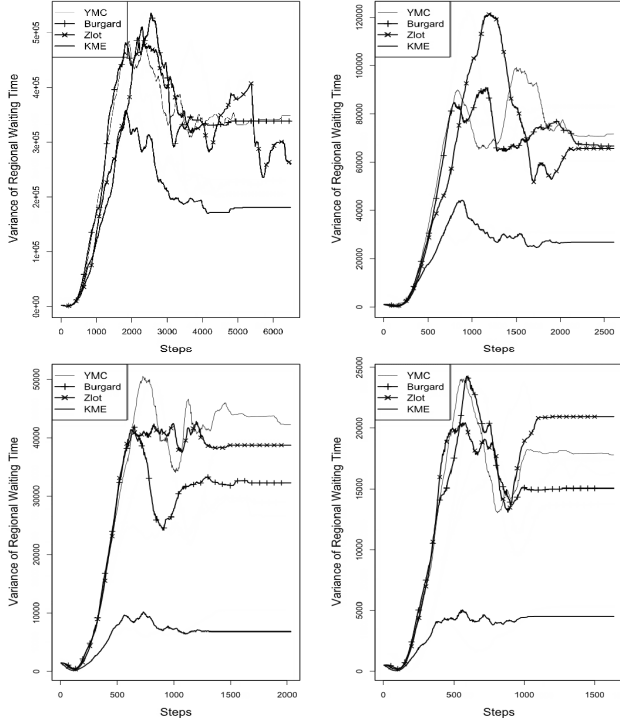 YMC
Burgard
Zlot
KME
Variance of Regional Waiting Time
5e+05
4e+05
3e+05
2e+05
1e+05
0e+00
0 1000 2000 3000 4000 5000 6000
Steps
YMC
Burgard
Zlot
KME
Variance of Regional Waiting Time
120000
100000
80000
60000
40000
20000
0
0 500 1000 1500 2000 2500
Steps
YMC
Burgard
Zlot
KME
Variance of Regional Waiting Time
50000
40000
30000
20000
10000
0
0 500 1000 1500 2000
Steps
YMC
Burgard
Zlot
KME
Variance of Regional Waiting Time
25000
20000
15000
10000
5000
0
0 500 1000 1500
Steps